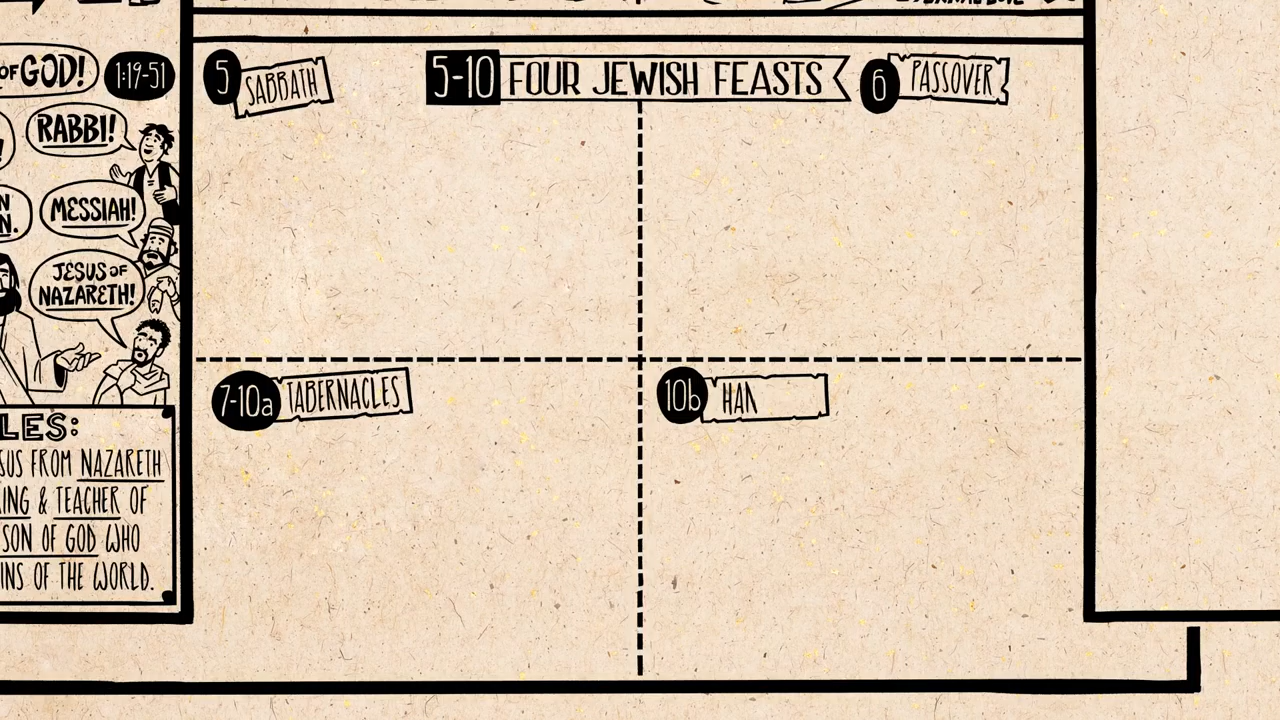 OF GOD!
1:19-51
RABBI!
N
N.
MESSIAH!
JESUS OF
NAZARETH!
LES:
SUS FROM NAZARETH
ING & TEACHER OF
SON OF GOD WHO
INS OF THE WORLD.
5 SABBATH
5-10 FOUR JEWISH FEASTS
6 PASSOVER
7-10a TABERNACLES
10b HAN